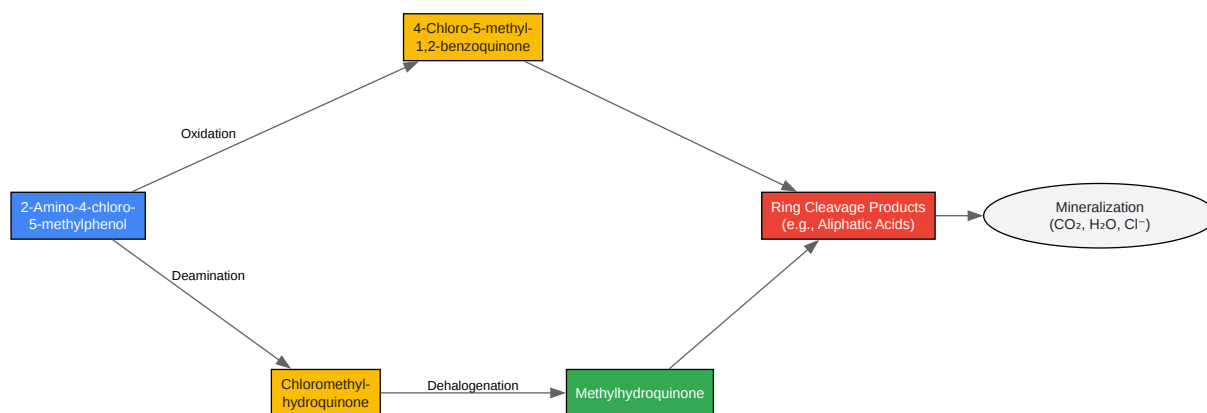 4-Chloro-5-methyl-
1,2-benzoquinone
Oxidation
2-Amino-4-chloro-
5-methylphenol
Ring Cleavage Products
(e.g., Aliphatic Acids)
Mineralization
(CO₂, H₂O, Cl⁻)
Deamination
Chloromethyl-
hydroquinone
Dehalogenation
Methylhydroquinone